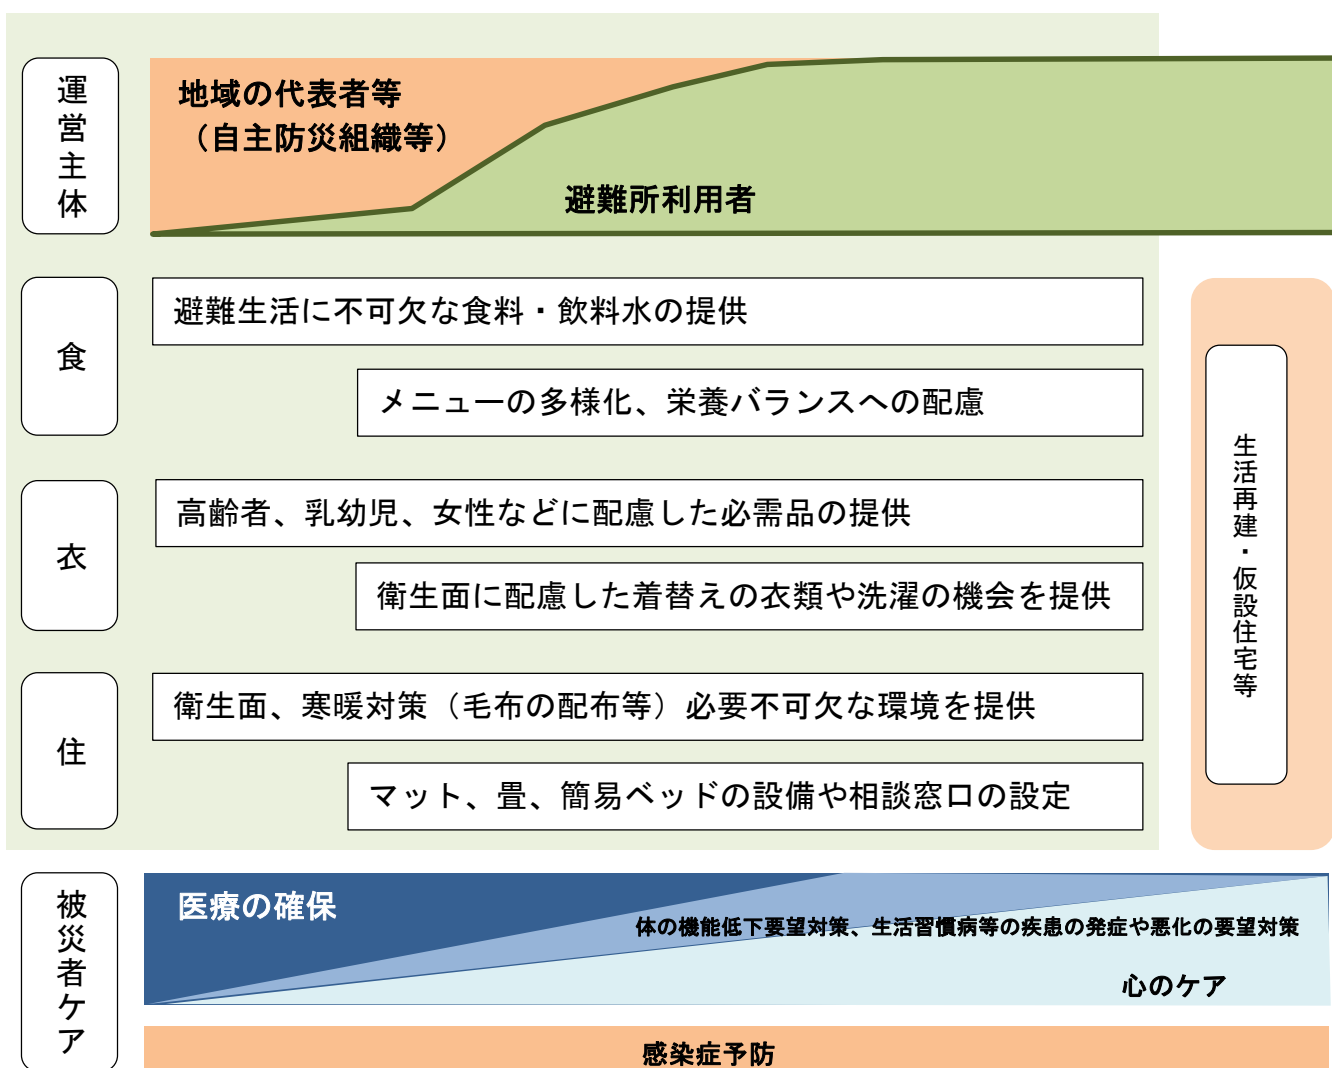 運営主体
地域の代表者等
（自主防災組織等）
避難所利用者
食
避難生活に不可欠な食料・飲料水の提供
メニューの多様化、栄養バランスへの配慮
衣
高齢者、乳幼児、女性などに配慮した必需品の提供
衛生面に配慮した着替えの衣類や洗濯の機会を提供
住
衛生面、寒暖対策（毛布の配布等）必要不可欠な環境を提供
マット、畳、簡易ベッドの設備や相談窓口の設定
生活再建・仮設住宅等
被災者ケア
医療の確保
体の機能低下要望対策、生活習慣病等の疾患の発症や悪化の要望対策
心のケア
感染症予防